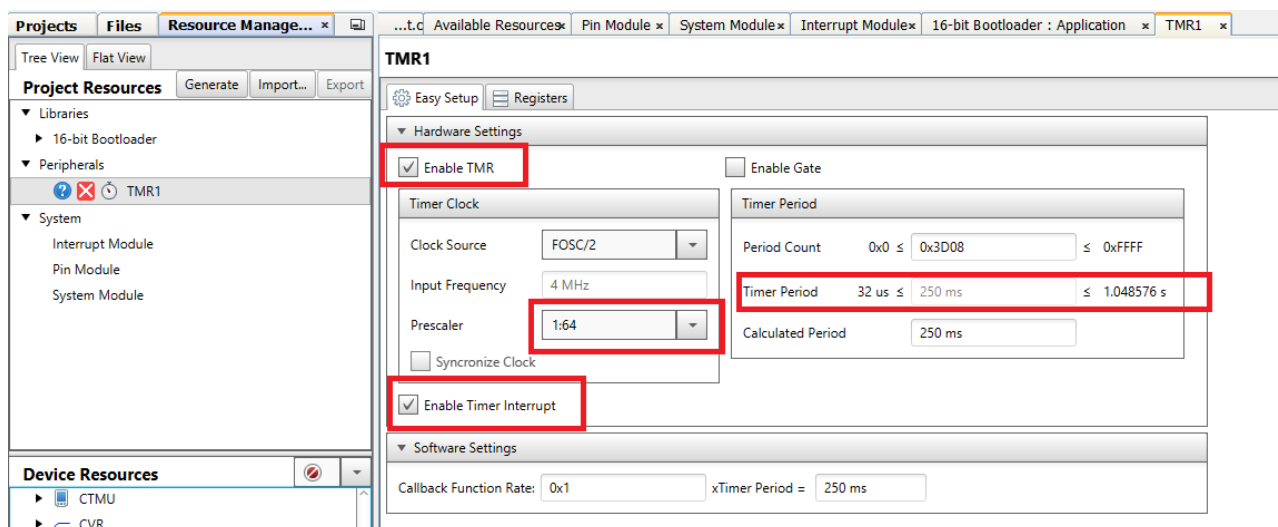 Projects Files Resource Manage... ×
Tree View Flat View
Project Resources Generate Import... Export
▼ Libraries
▶ 16-bit Bootloader
▼ Peripherals
TMR1
▼ System
Interrupt Module
Pin Module
System Module
Device Resources
▶ CTMU
▶ CVR
...t.c Available Resources× Pin Module × System Module× Interrupt Module× 16-bit Bootloader : Application × TMR1 ×
TMR1
Easy Setup Registers
▼ Hardware Settings
Enable TMR Enable Gate
Timer Clock
Clock Source FOSC/2
Input Frequency 4 MHz
Prescaler 1:64
Syncronize Clock
Timer Period
Period Count 0x0 ≤ 0x3D08 ≤ 0xFFFF
Timer Period 32 us ≤ 250 ms ≤ 1.048576 s
Calculated Period 250 ms
Enable Timer Interrupt
▼ Software Settings
Callback Function Rate: 0x1 xTimer Period = 250 ms